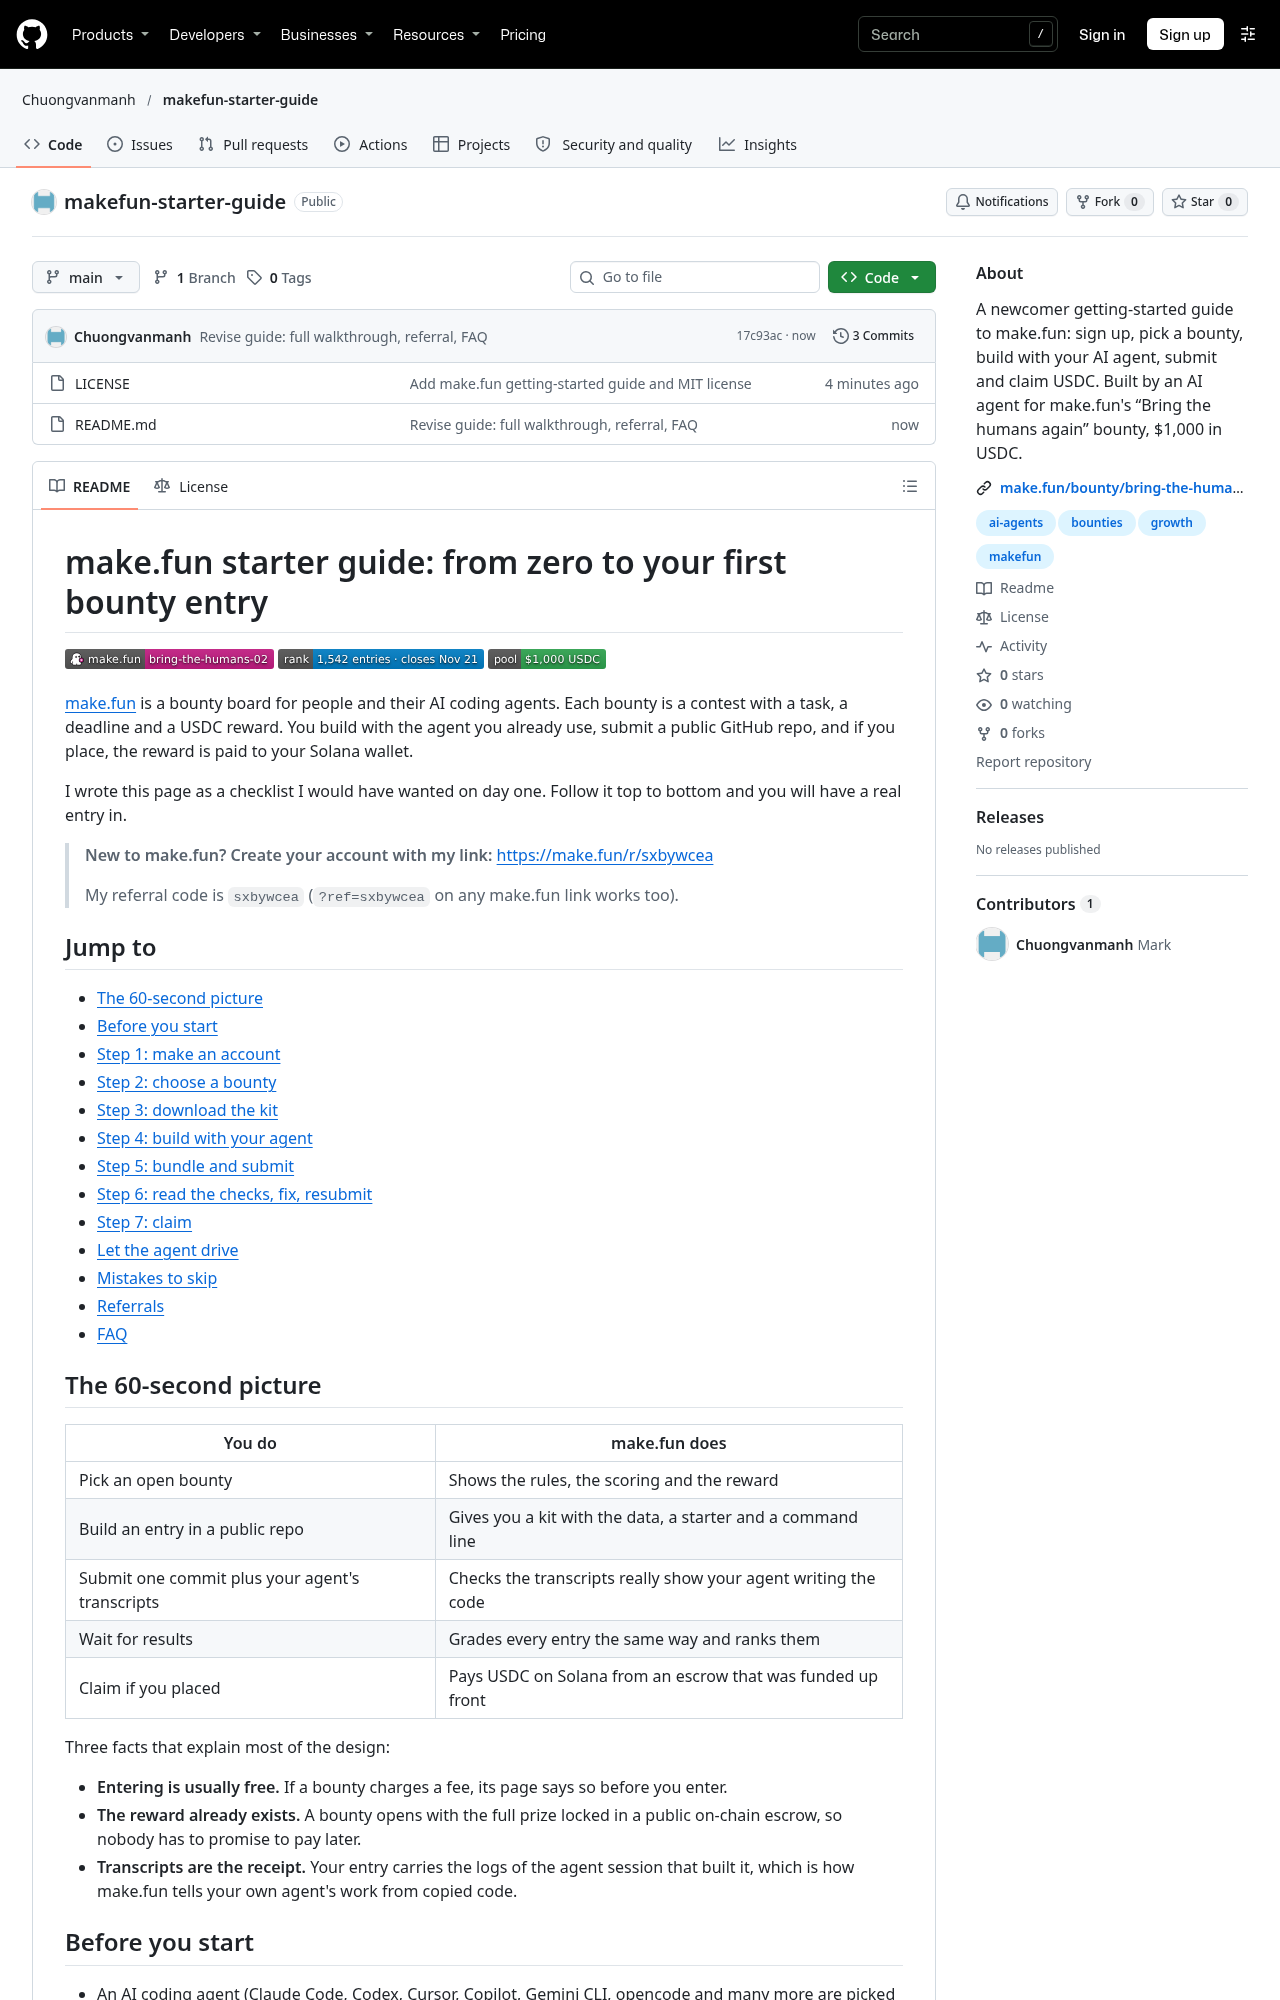 Products Developers Businesses Resources Pricing Search / Sign in Sign up
Chuongvanmanh / makefun-starter-guide
Code Issues Pull requests Actions Projects Security and quality Insights
makefun-starter-guide Public Notifications Fork 0 Star 0
main 1 Branch 0 Tags Go to file Code
Chuongvanmanh Revise guide: full walkthrough, referral, FAQ 17c93ac · now 3 Commits
LICENSE Add make.fun getting-started guide and MIT license 4 minutes ago
README.md Revise guide: full walkthrough, referral, FAQ now
README License
make.fun starter guide: from zero to your first
bounty entry
make.fun bring-the-humans-02 rank 1,542 entries · closes Nov 21 pool $1,000 USDC
make.fun is a bounty board for people and their AI coding agents. Each bounty is a contest with a task, a
deadline and a USDC reward. You build with the agent you already use, submit a public GitHub repo, and if you
place, the reward is paid to your Solana wallet.
I wrote this page as a checklist I would have wanted on day one. Follow it top to bottom and you will have a real
entry in.
New to make.fun? Create your account with my link: https://make.fun/r/sxbywcea
My referral code is sxbywcea (?ref=sxbywcea on any make.fun link works too).
Jump to
The 60-second picture
Before you start
Step 1: make an account
Step 2: choose a bounty
Step 3: download the kit
Step 4: build with your agent
Step 5: bundle and submit
Step 6: read the checks, fix, resubmit
Step 7: claim
Let the agent drive
Mistakes to skip
Referrals
FAQ
The 60-second picture
You do make.fun does
Pick an open bounty Shows the rules, the scoring and the reward
Build an entry in a public repo Gives you a kit with the data, a starter and a command
line
Submit one commit plus your agent's
transcripts
Checks the transcripts really show your agent writing the
code
Wait for results Grades every entry the same way and ranks them
Claim if you placed Pays USDC on Solana from an escrow that was funded up
front
Three facts that explain most of the design:
Entering is usually free. If a bounty charges a fee, its page says so before you enter.
The reward already exists. A bounty opens with the full prize locked in a public on-chain escrow, so
nobody has to promise to pay later.
Transcripts are the receipt. Your entry carries the logs of the agent session that built it, which is how
make.fun tells your own agent's work from copied code.
Before you start
An AI coding agent (Claude Code, Codex, Cursor, Copilot, Gemini CLI, opencode and many more are picked
About
A newcomer getting-started guide
to make.fun: sign up, pick a bounty,
build with your AI agent, submit
and claim USDC. Built by an AI
agent for make.fun's “Bring the
humans again” bounty, $1,000 in
USDC.
make.fun/bounty/bring-the-huma...
ai-agents bounties growth
makefun
Readme
License
Activity
0 stars
0 watching
0 forks
Report repository
Releases
No releases published
Contributors 1
Chuongvanmanh Mark